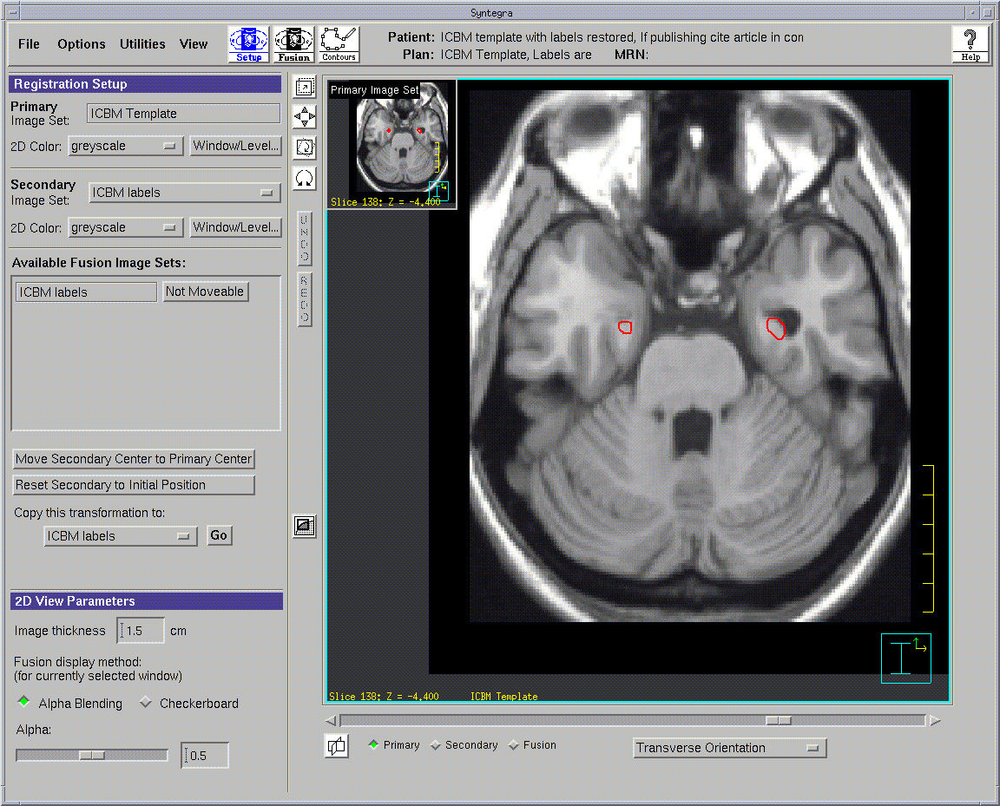 Syntegra
File Options Utilities View
Setup Fusion Contours
Patient: ICBM template with labels restored, If publishing cite article in con
Plan: ICBM Template, Labels are MRN:
? Help
Registration Setup
Primary
Image Set: ICBM Template
2D Color: greyscale Window/Level...
Secondary
Image Set: ICBM labels
2D Color: greyscale Window/Level...
Available Fusion Image Sets:
ICBM labels Not Moveable
Move Secondary Center to Primary Center
Reset Secondary to Initial Position
Copy this transformation to:
ICBM labels Go
2D View Parameters
Image thickness 1.5 cm
Fusion display method:
(for currently selected window)
Alpha Blending Checkerboard
Alpha:
0.5
UNDO
REDO
Primary Image Set
Slice 138: Z = -4.400
Slice 138: Z = -4.400 ICBM Template
Primary Secondary Fusion
Transverse Orientation